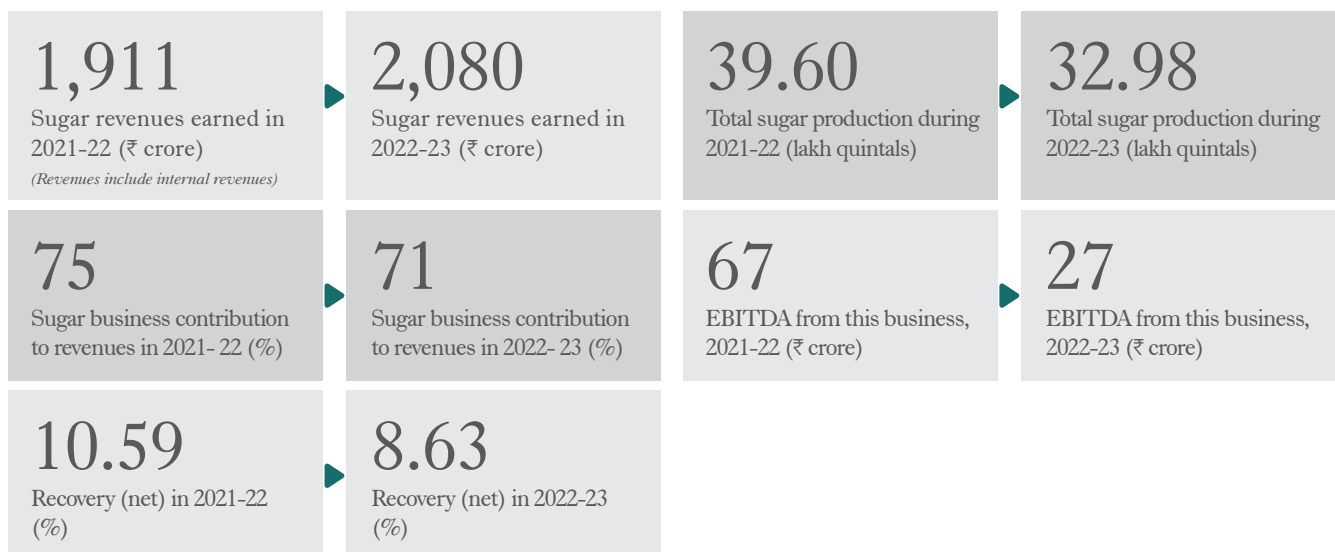 1,911
Sugar revenues earned in
2021-22 (₹ crore)
(Revenues include internal revenues)
2,080
Sugar revenues earned in
2022-23 (₹ crore)
39.60
Total sugar production during
2021-22 (lakh quintals)
32.98
Total sugar production during
2022-23 (lakh quintals)
75
Sugar business contribution
to revenues in 2021- 22 (%)
71
Sugar business contribution
to revenues in 2022- 23 (%)
67
EBITDA from this business,
2021-22 (₹ crore)
27
EBITDA from this business,
2022-23 (₹ crore)
10.59
Recovery (net) in 2021-22
(%)
8.63
Recovery (net) in 2022-23
(%)